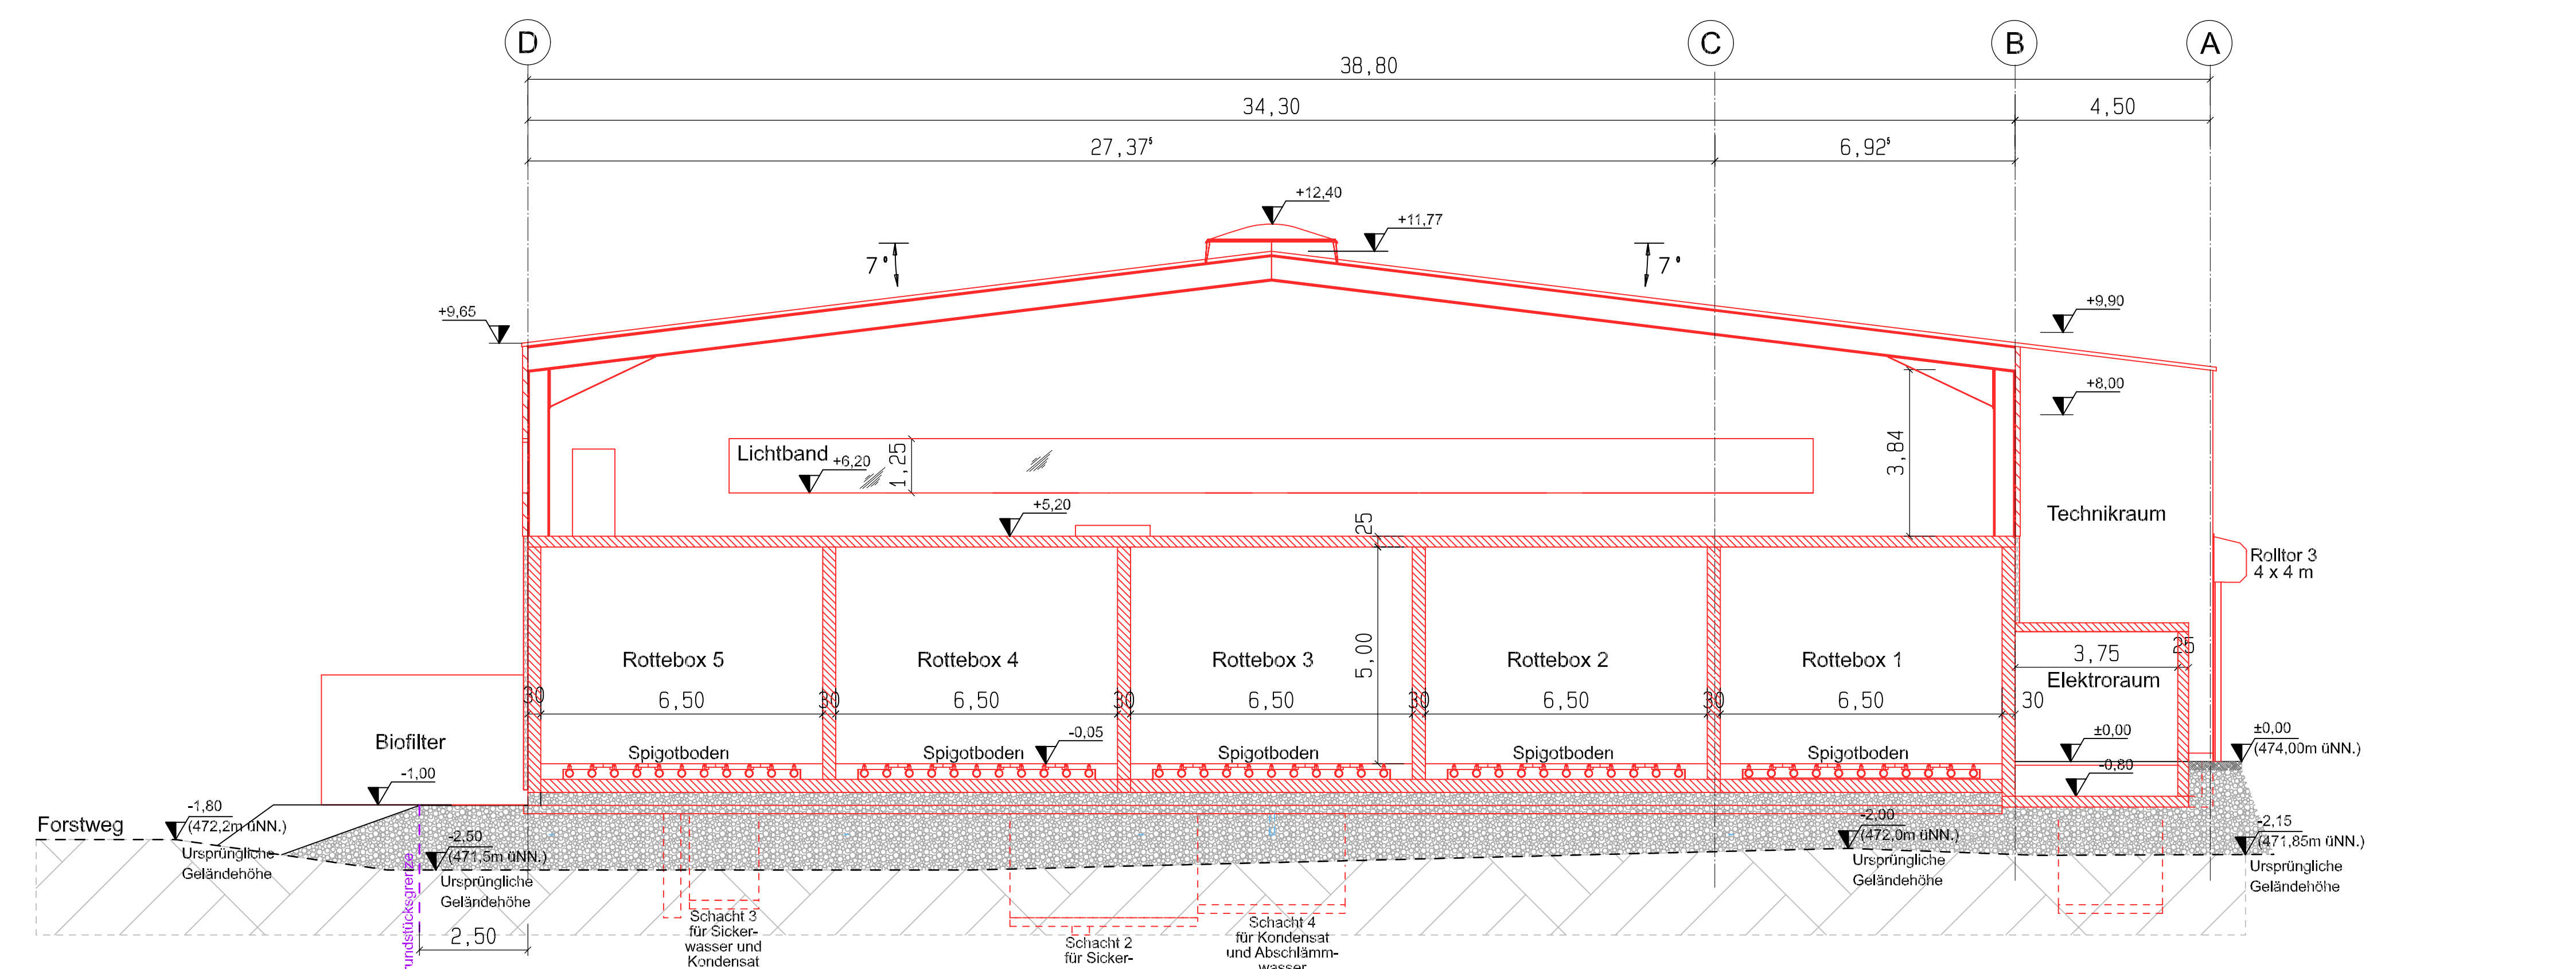 D
C
B
A
38,80
34,30
4,50
27,37⁵
6,92⁵
+12,40
+11,77
7°
7°
+9,65
+9,90
+8,00
Lichtband
+6,20
1,25
3,84
+5,20
25
Technikraum
Rolltor 3
4 x 4 m
Rottebox 5
Rottebox 4
Rottebox 3
Rottebox 2
Rottebox 1
5,00
3,75
25
Elektroraum
30
6,50
30
6,50
30
6,50
30
6,50
30
6,50
30
Biofilter
Spigotboden
Spigotboden
-0,05
Spigotboden
Spigotboden
Spigotboden
±0,00
±0,00
(474,00m üNN.)
-1,00
-0,80
Forstweg
-1,80
(472,2m üNN.)
Ursprüngliche
Geländehöhe
-2,50
(471,5m üNN.)
Ursprüngliche
Geländehöhe
-2,00
(472,0m üNN.)
Ursprüngliche
Geländehöhe
-2,15
(471,85m üNN.)
Ursprüngliche
Geländehöhe
rundstücksgrenze
2,50
Schacht 3
für Sicker-
wasser und
Kondensat
Schacht 2
für Sicker-
Schacht 4
für Kondensat
und Abschlämm-
wasser